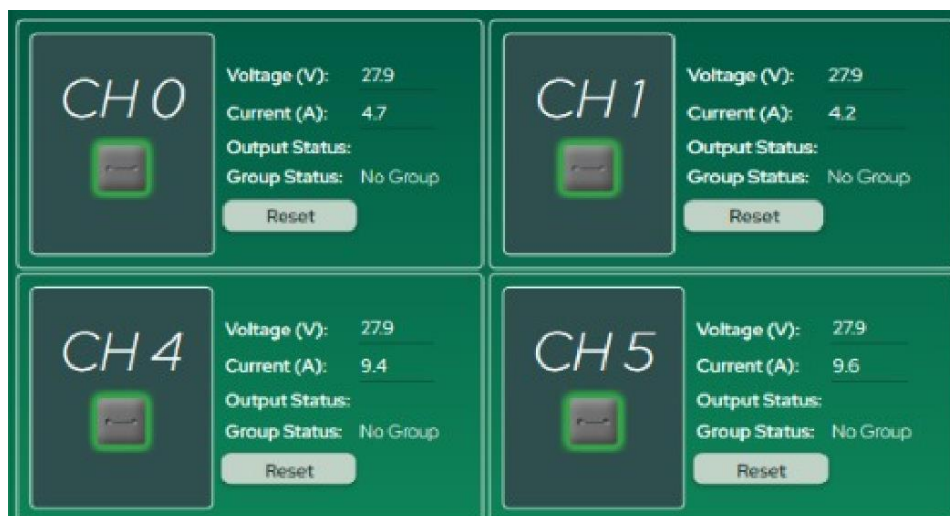 CH 0
Voltage (V): 27.9
Current (A): 4.7
Output Status:
Group Status: No Group
Reset
CH 1
Voltage (V): 27.9
Current (A): 4.2
Output Status:
Group Status: No Group
Reset
CH 4
Voltage (V): 27.9
Current (A): 9.4
Output Status:
Group Status: No Group
Reset
CH 5
Voltage (V): 27.9
Current (A): 9.6
Output Status:
Group Status: No Group
Reset